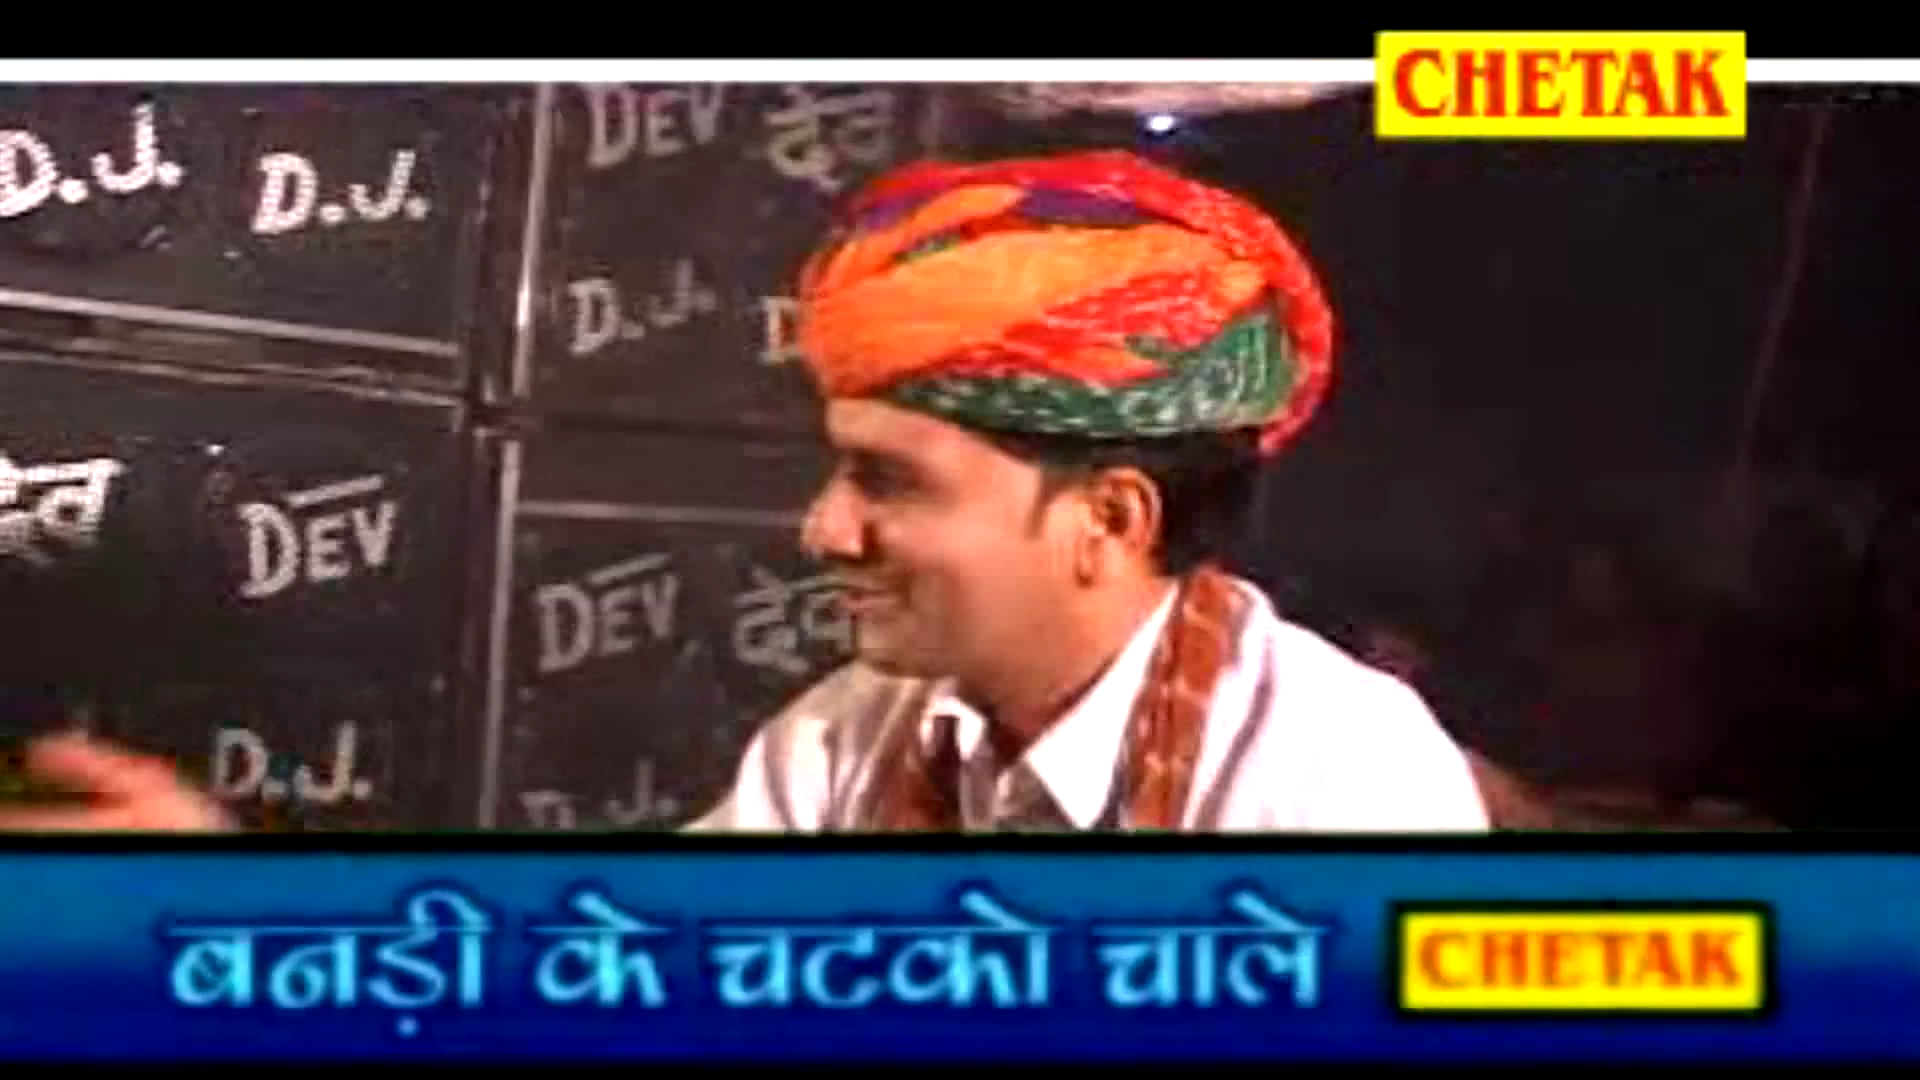 CHETAK
D.J. D.J.
DEV देव
D.J.
DEV
DEV, देव
D.J.
D.J.
बनड़ी के चटको चाले
CHETAK